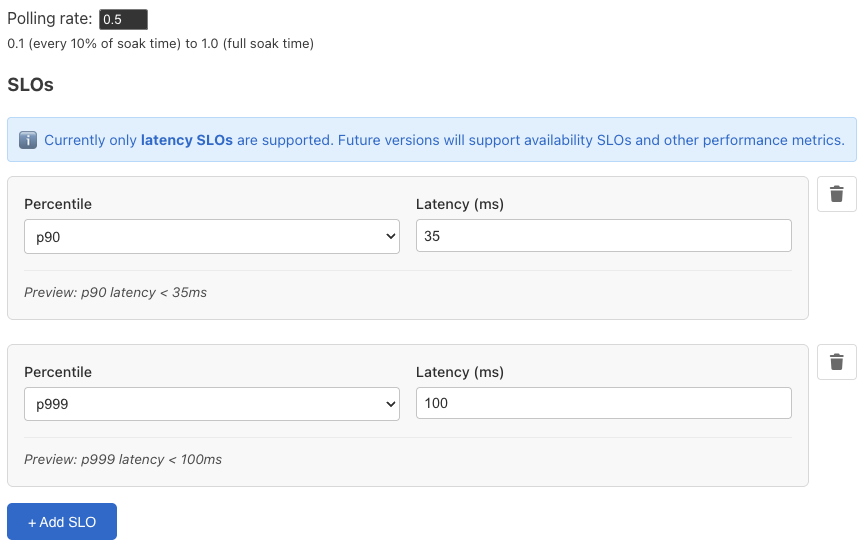 Polling rate: 0.5
0.1 (every 10% of soak time) to 1.0 (full soak time)
SLOs
Currently only latency SLOs are supported. Future versions will support availability SLOs and other performance metrics.
Percentile Latency (ms)
p90 35
Preview: p90 latency < 35ms
Percentile Latency (ms)
p999 100
Preview: p999 latency < 100ms
+ Add SLO